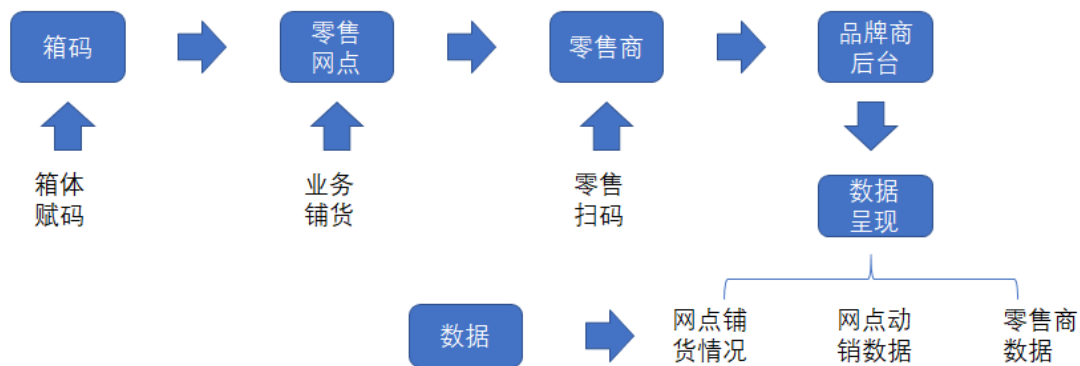 箱码
零售
网点
零售商
品牌商
后台
箱体
赋码
业务
铺货
零售
扫码
数据
呈现
数据
网点铺
货情况
网点动
销数据
零售商
数据